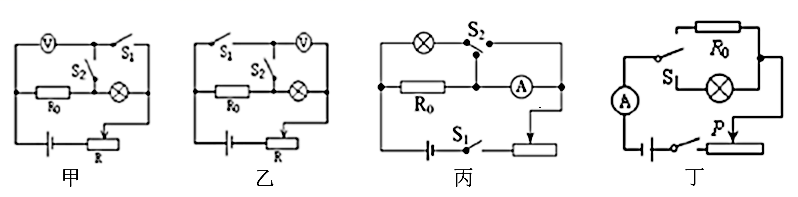 V S₁ S₂ R₀ R 甲
S₁ V S₂ R₀ R 乙
S₂ R₀ A S₁ 丙
R₀ S A P 丁